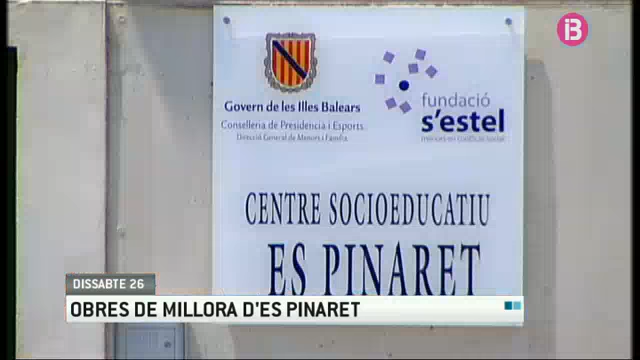 IB
Govern de les Illes Balears
Conselleria de Presidència i Esports
Direcció General de Menors i Família
fundació
s'estel
CENTRE SOCIOEDUCATIU
ES PINARET
DISSABTE 26
OBRES DE MILLORA D'ES PINARET